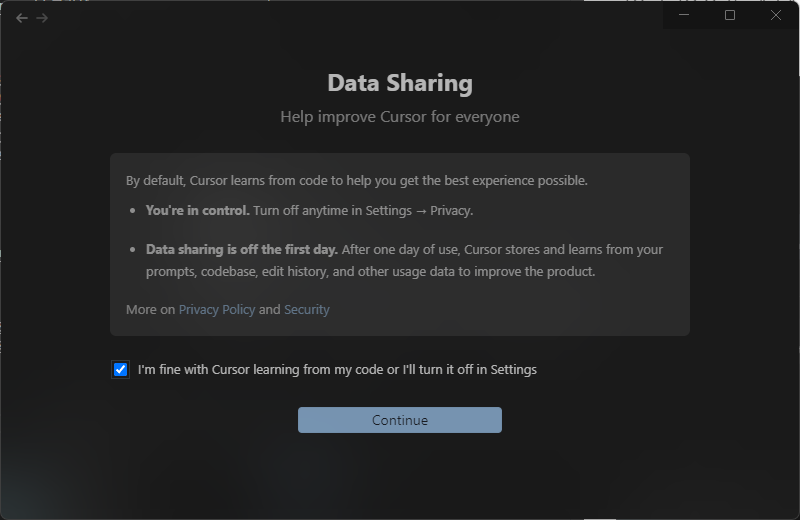 Data Sharing
Help improve Cursor for everyone
By default, Cursor learns from code to help you get the best experience possible.
• You're in control. Turn off anytime in Settings → Privacy.
• Data sharing is off the first day. After one day of use, Cursor stores and learns from your
prompts, codebase, edit history, and other usage data to improve the product.
More on Privacy Policy and Security
I'm fine with Cursor learning from my code or I'll turn it off in Settings
Continue